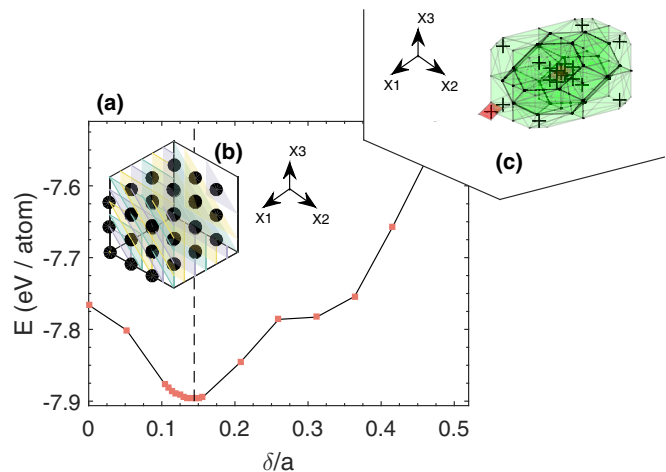 X3
X1 X2
(c)
(a)
(b)
X3
X1 X2
E (eV / atom)
-7.6
-7.7
-7.8
-7.9
0 0.1 0.2 0.3 0.4 0.5
δ/a